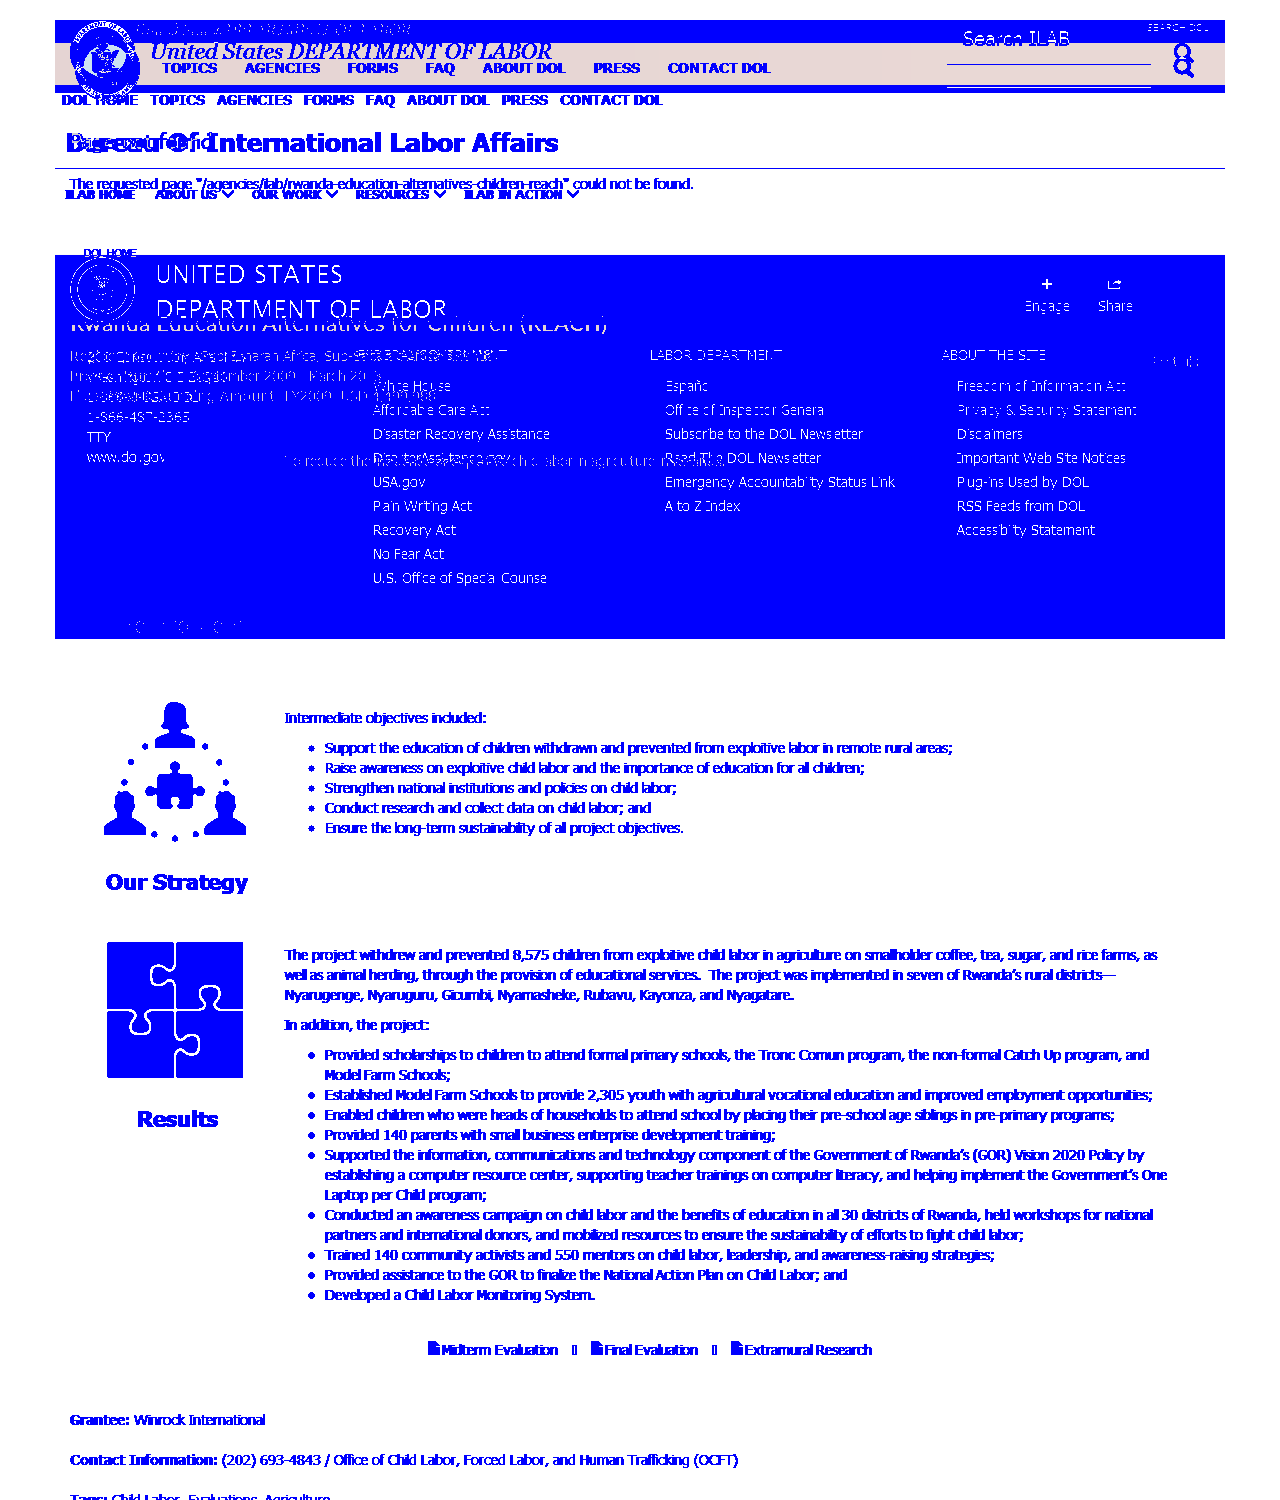 SEARCH DOL
United States DEPARTMENT OF LABOR
Search ILAB
TOPICS AGENCIES FORMS FAQ ABOUT DOL PRESS CONTACT DOL
DOL HOME TOPICS AGENCIES FORMS FAQ ABOUT DOL PRESS CONTACT DOL
Bureau Of International Labor Affairs
The requested page "/agencies/ilab/rwanda-education-alternatives-children-reach" could not be found.
ILAB HOME ABOUT US OUR WORK RESOURCES ILAB IN ACTION
DOL HOME
UNITED STATES
DEPARTMENT OF LABOR
Engage Share
Rwanda Education Alternatives for Children (REACH)
LABOR DEPARTMENT ABOUT THE SITE
White House Español Freedom of Information Act
Affordable Care Act Office of Inspector General Privacy & Security Statement
1-866-487-2365
Disaster Recovery Assistance Subscribe to the DOL Newsletter Disclaimers
TTY
www.dol.gov
DisasterAssistance.gov Read The DOL Newsletter Important Web Site Notices
USA.gov Emergency Accountability Status Link Plug-ins Used by DOL
Plain Writing Act A to Z Index RSS Feeds from DOL
Recovery Act Accessibility Statement
No Fear Act
U.S. Office of Special Counsel
Intermediate objectives included:
Support the education of children withdrawn and prevented from exploitive labor in remote rural areas;
Raise awareness on exploitive child labor and the importance of education for all children;
Strengthen national institutions and policies on child labor;
Conduct research and collect data on child labor; and
Ensure the long-term sustainability of all project objectives.
Our Strategy
The project withdrew and prevented 8,575 children from exploitive child labor in agriculture on smallholder coffee, tea, sugar, and rice farms, as
well as animal herding, through the provision of educational services. The project was implemented in seven of Rwanda's rural districts—
Nyarugenge, Nyaruguru, Gicumbi, Nyamasheke, Rubavu, Kayonza, and Nyagatare.
In addition, the project:
Provided scholarships to children to attend formal primary schools, the Tronc Comun program, the non-formal Catch Up program, and
Model Farm Schools;
Established Model Farm Schools to provide 2,305 youth with agricultural vocational education and improved employment opportunities;
Enabled children who were heads of households to attend school by placing their pre-school age siblings in pre-primary programs;
Results
Provided 140 parents with small business enterprise development training;
Supported the information, communications and technology component of the Government of Rwanda's (GOR) Vision 2020 Policy by
establishing a computer resource center, supporting teacher trainings on computer literacy, and helping implement the Government's One
Laptop per Child program;
Conducted an awareness campaign on child labor and the benefits of education in all 30 districts of Rwanda, held workshops for national
partners and international donors, and mobilized resources to ensure the sustainability of efforts to fight child labor;
Trained 140 community activists and 550 mentors on child labor, leadership, and awareness-raising strategies;
Provided assistance to the GOR to finalize the National Action Plan on Child Labor; and
Developed a Child Labor Monitoring System.
Midterm Evaluation Final Evaluation Extramural Research
Grantee: Winrock International
Contact Information: (202) 693-4843 / Office of Child Labor, Forced Labor, and Human Trafficking (OCFT)
Tags: Child Labor, Evaluations, Agriculture